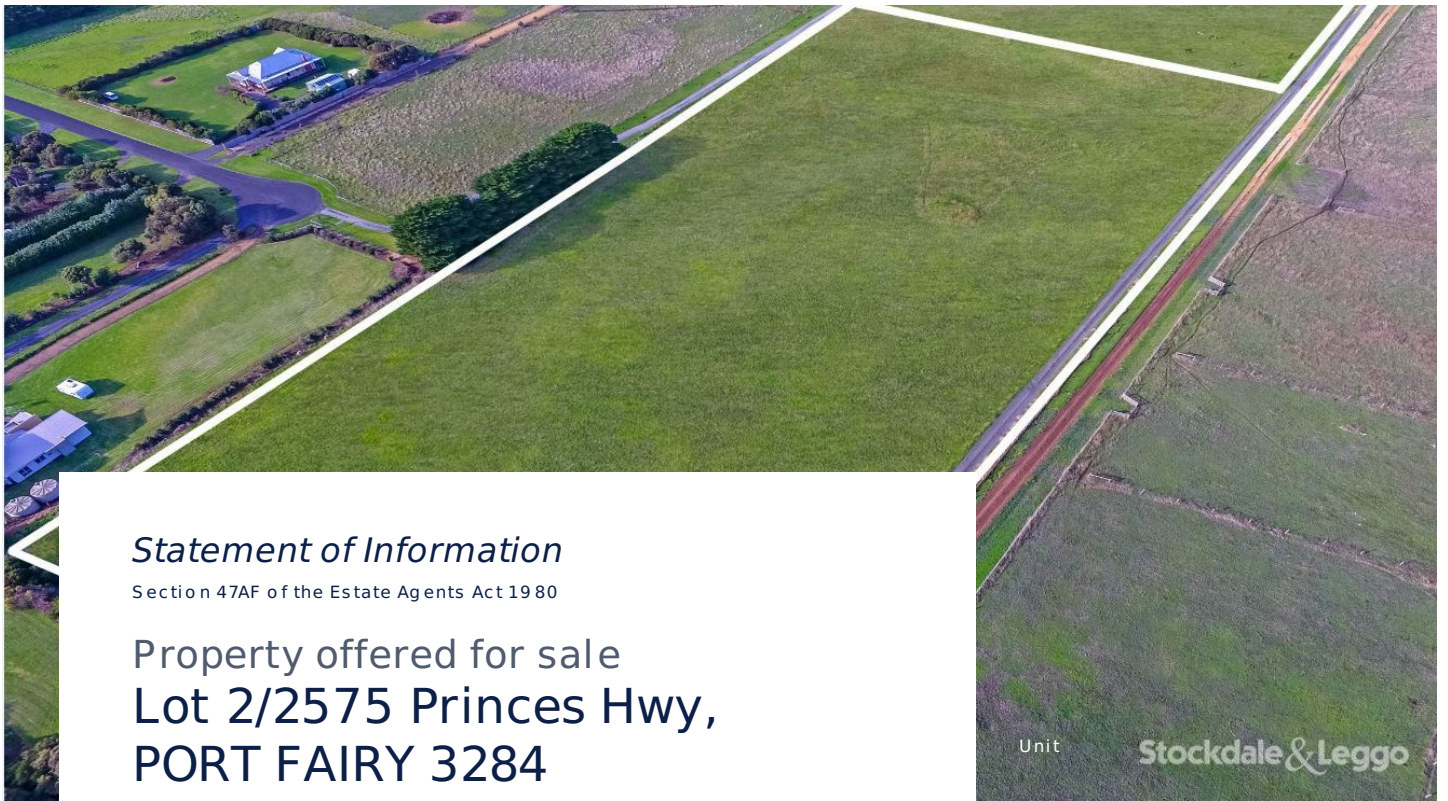 Statement of Information
Section 47AF of the Estate Agents Act 1980
Property offered for sale
Lot 2/2575 Princes Hwy,
PORT FAIRY 3284
Unit
Stockdale & Leggo